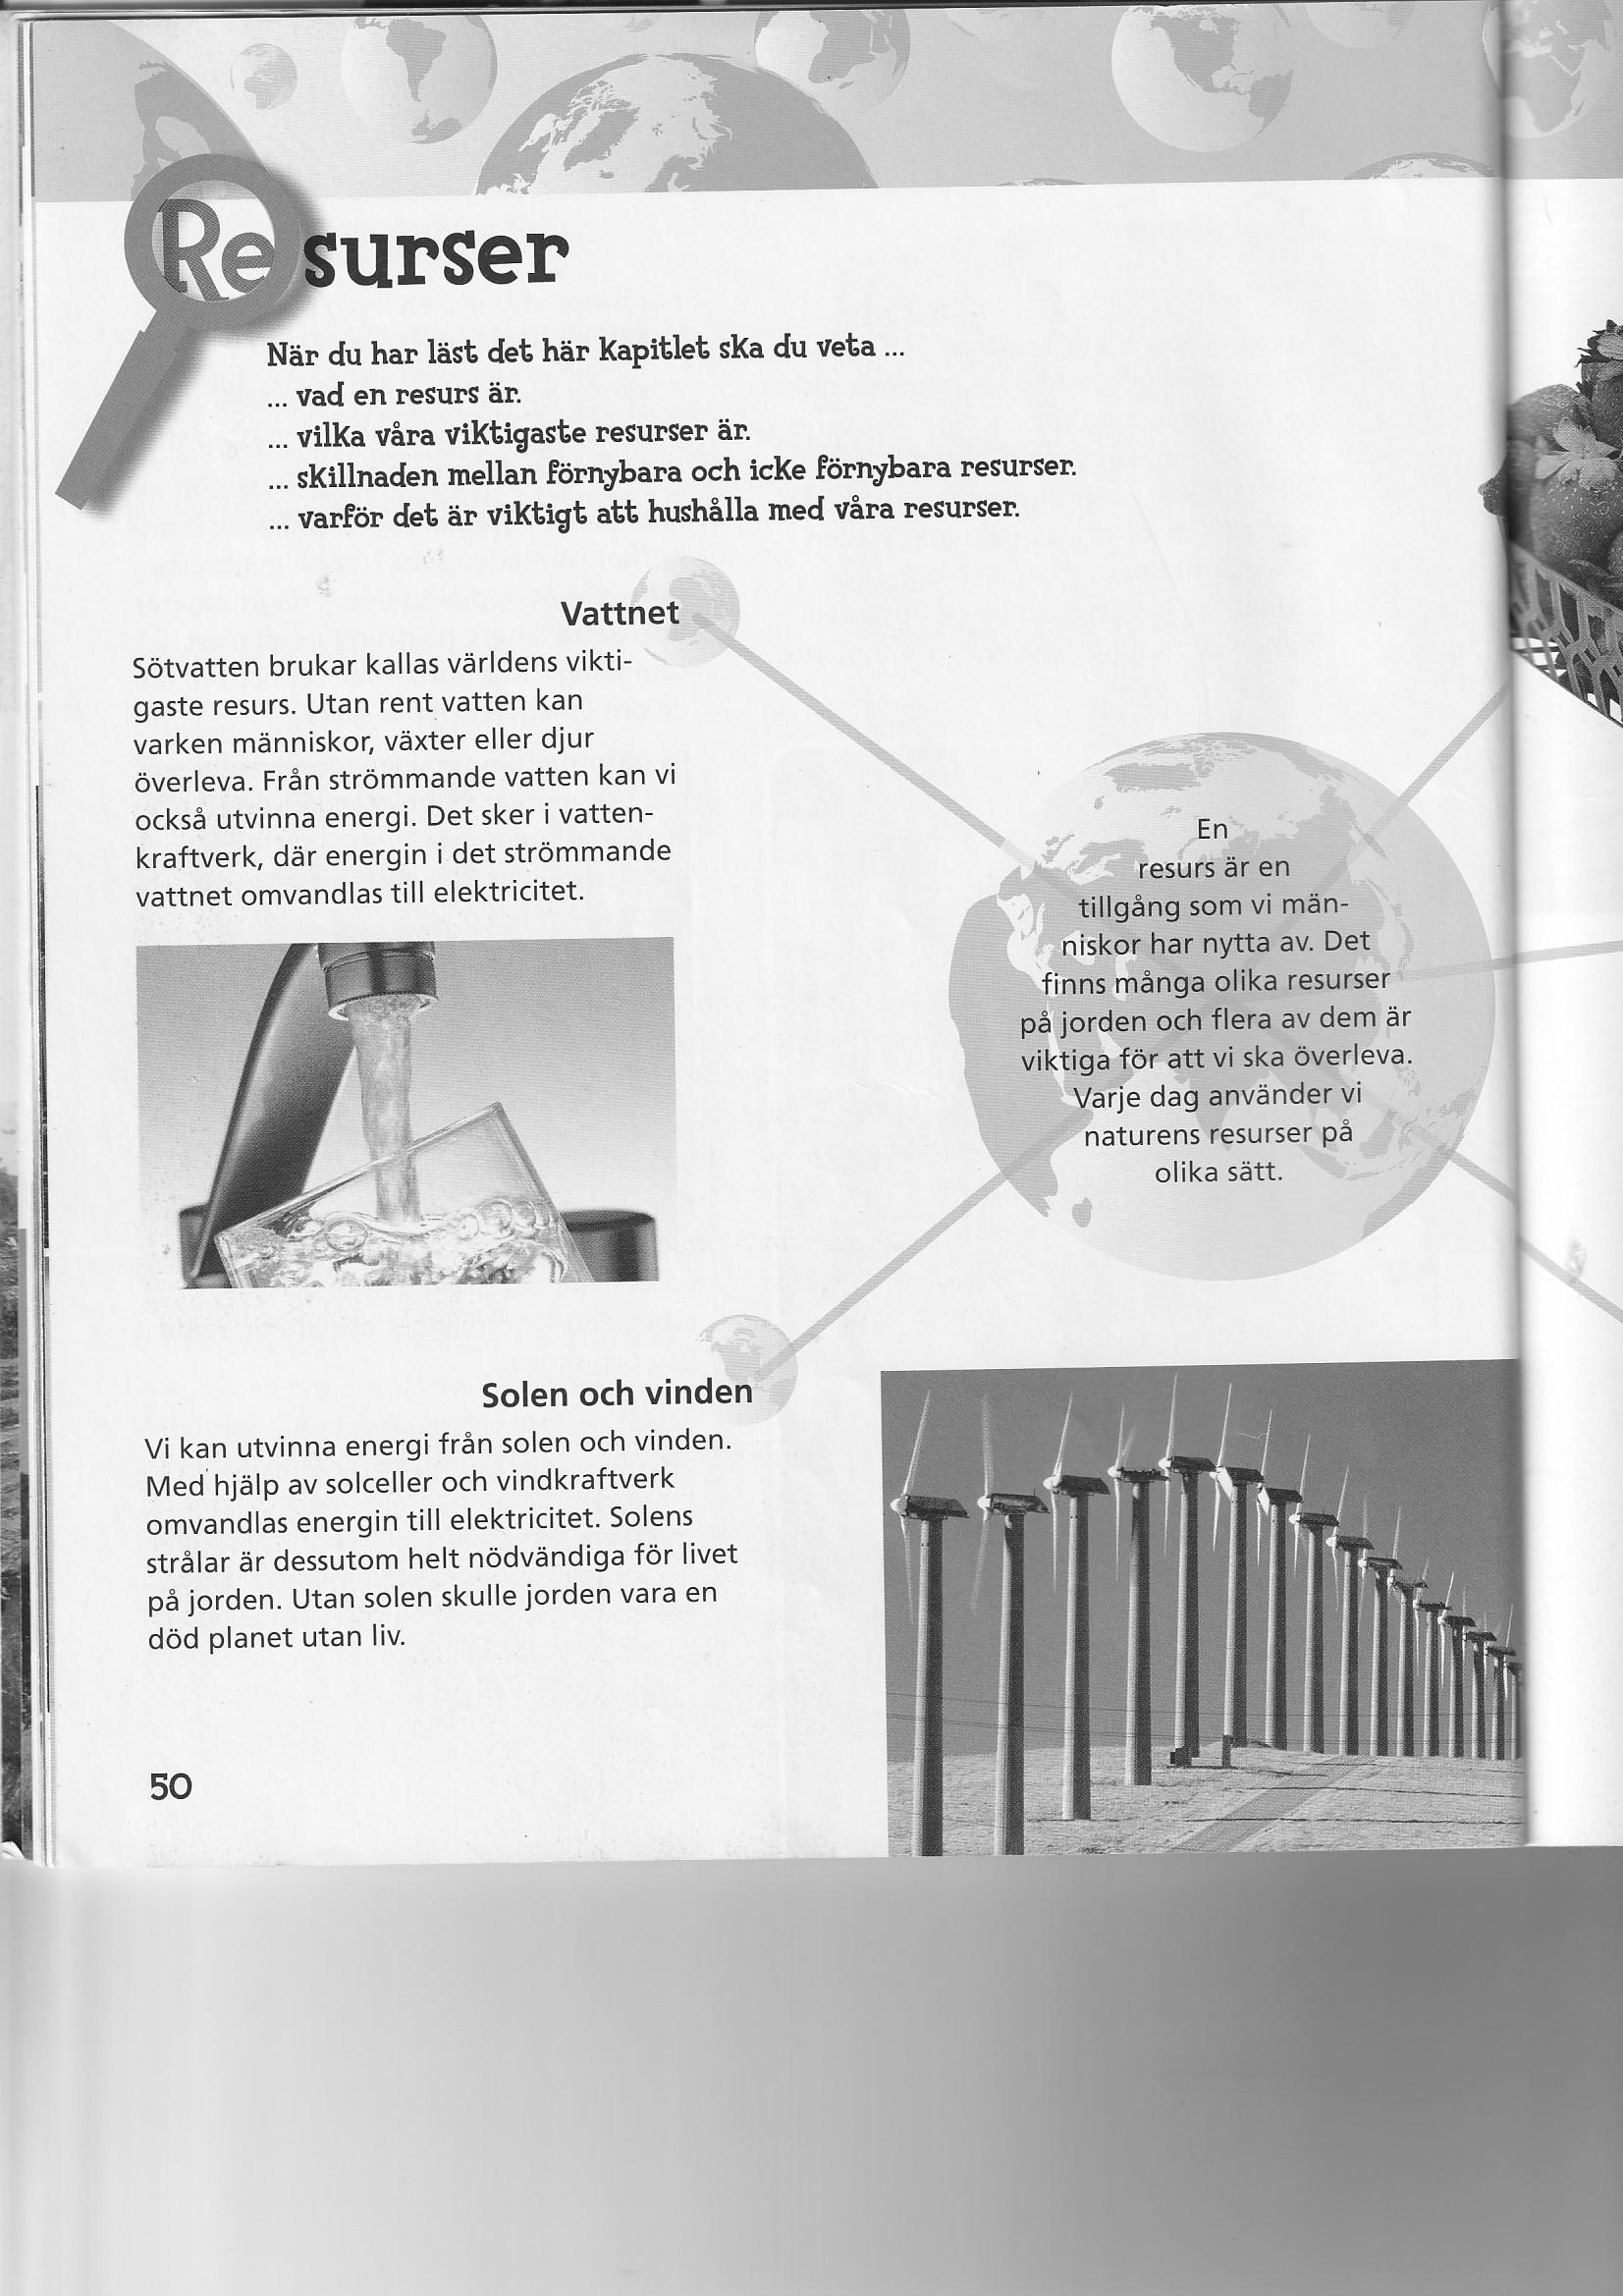 Resurser
När du har läst det här kapitlet ska du veta ...
... vad en resurs är.
... vilka våra viktigaste resurser är.
... skillnaden mellan förnybara och icke förnybara resurser.
... varför det är viktigt att hushålla med våra resurser.
Vattnet
Sötvatten brukar kallas världens vikti-
gaste resurs. Utan rent vatten kan
varken människor, växter eller djur
överleva. Från strömmande vatten kan vi
också utvinna energi. Det sker i vatten-
kraftverk, där energin i det strömmande
vattnet omvandlas till elektricitet.
En
resurs är en
tillgång som vi män-
niskor har nytta av. Det
finns många olika resurser
på jorden och flera av dem är
viktiga för att vi ska överleva.
Varje dag använder vi
naturens resurser på
olika sätt.
Solen och vinden
Vi kan utvinna energi från solen och vinden.
Med hjälp av solceller och vindkraftverk
omvandlas energin till elektricitet. Solens
strålar är dessutom helt nödvändiga för livet
på jorden. Utan solen skulle jorden vara en
död planet utan liv.
50